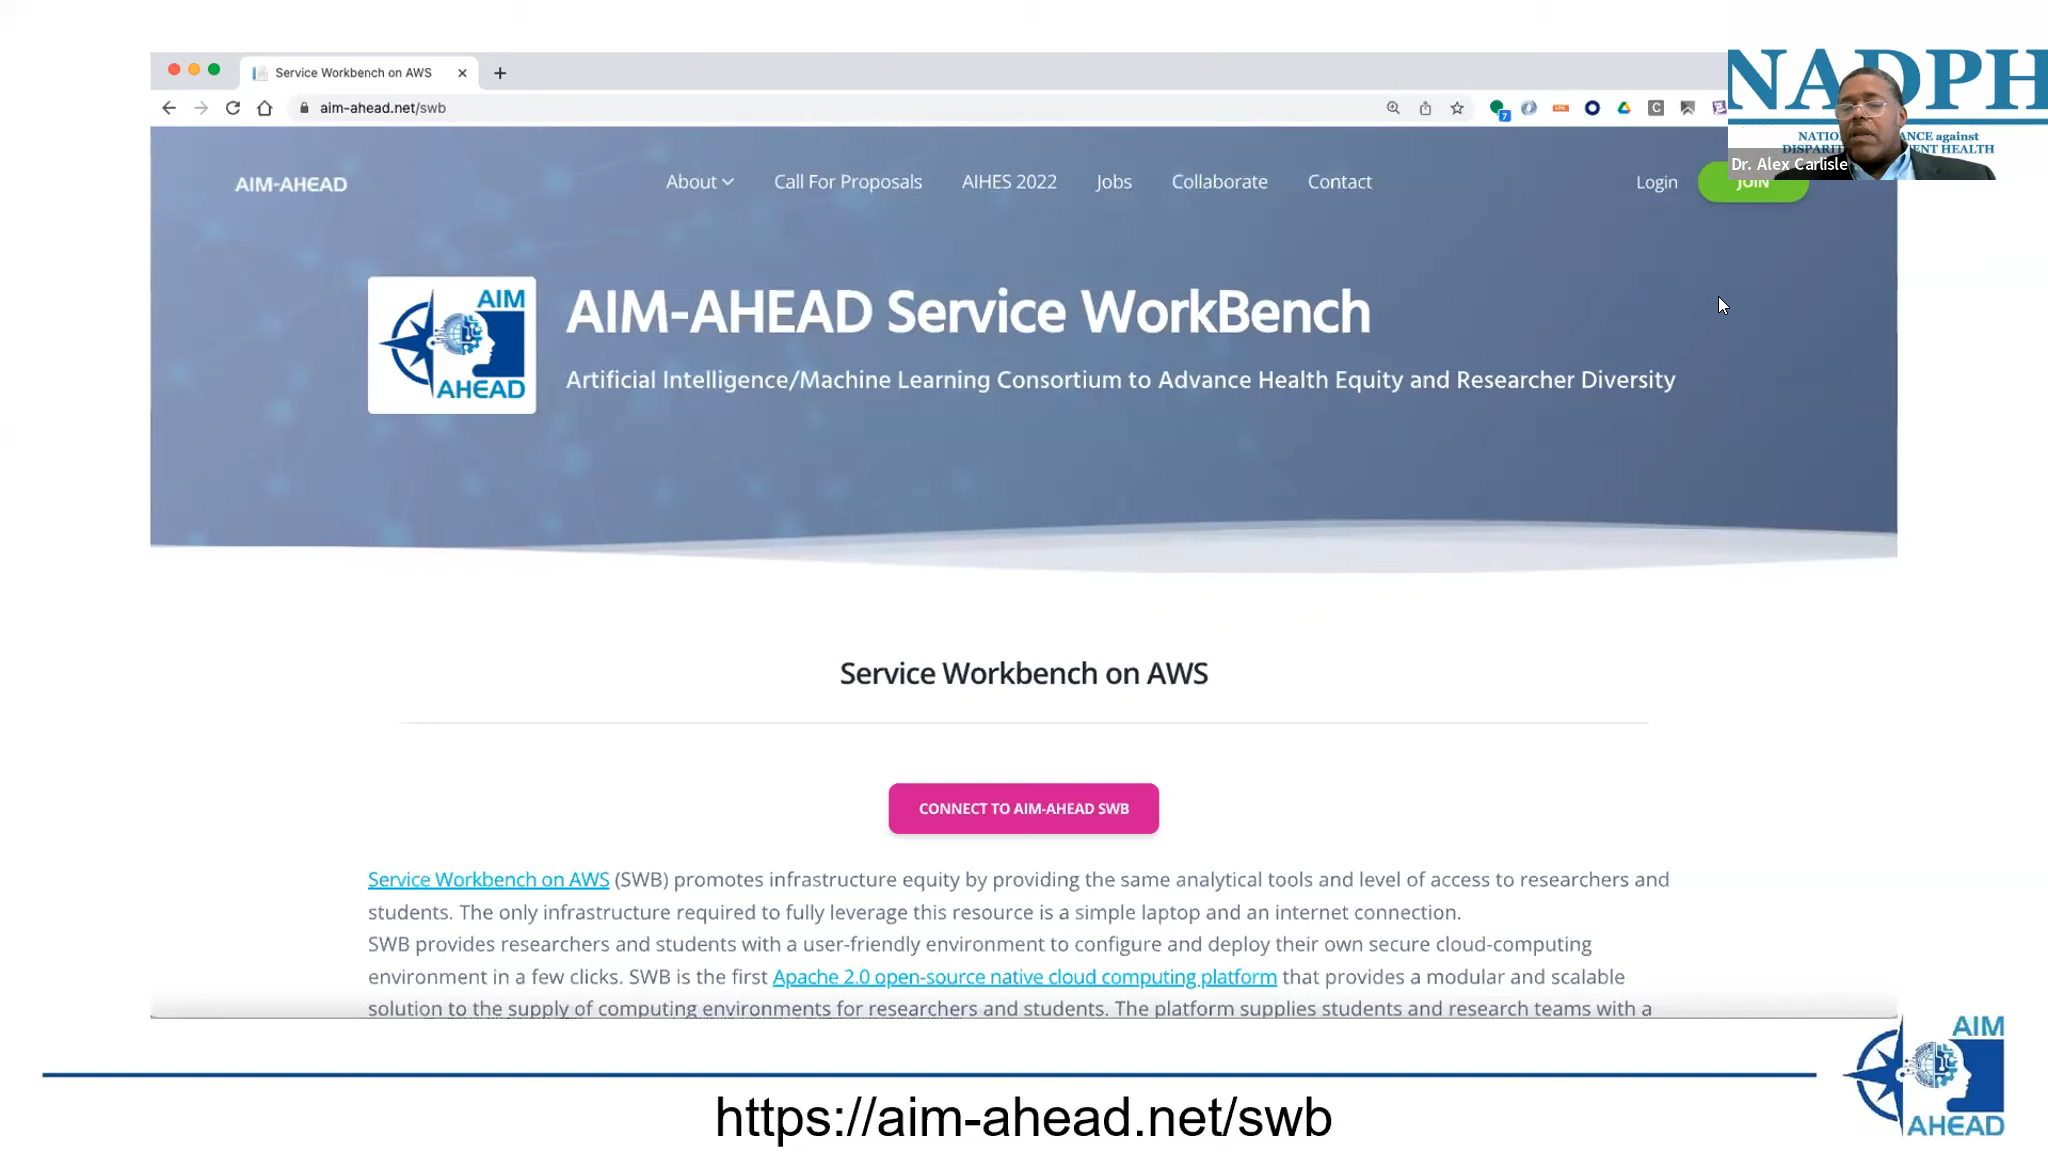 Service Workbench on AWS
aim-ahead.net/swb
7
C
NADPH
NATIO ANCE against
DISPARIT ENT HEALTH
Dr. Alex Carlisle
AIM-AHEAD
About
Call For Proposals
AIHES 2022
Jobs
Collaborate
Contact
Login
JOIN
AIM
AHEAD
AIM-AHEAD Service WorkBench
Artificial Intelligence/Machine Learning Consortium to Advance Health Equity and Researcher Diversity
Service Workbench on AWS
CONNECT TO AIM-AHEAD SWB
Service Workbench on AWS (SWB) promotes infrastructure equity by providing the same analytical tools and level of access to researchers and
students. The only infrastructure required to fully leverage this resource is a simple laptop and an internet connection.
SWB provides researchers and students with a user-friendly environment to configure and deploy their own secure cloud-computing
environment in a few clicks. SWB is the first Apache 2.0 open-source native cloud computing platform that provides a modular and scalable
solution to the supply of computing environments for researchers and students. The platform supplies students and research teams with a
AIM
AHEAD
https://aim-ahead.net/swb